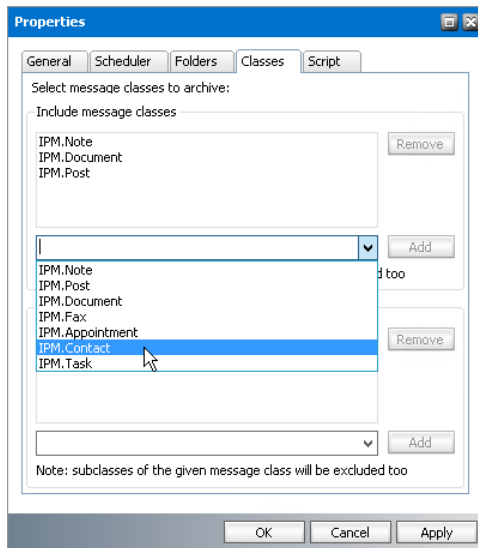 Properties
General Scheduler Folders Classes Script
Select message classes to archive:
Include message classes
IPM.Note
IPM.Document
IPM.Post
Remove
Add
IPM.Note
IPM.Post
IPM.Document
IPM.Fax
IPM.Appointment
IPM.Contact
IPM.Task
d too
Remove
Add
Note: subclasses of the given message class will be excluded too
OK Cancel Apply